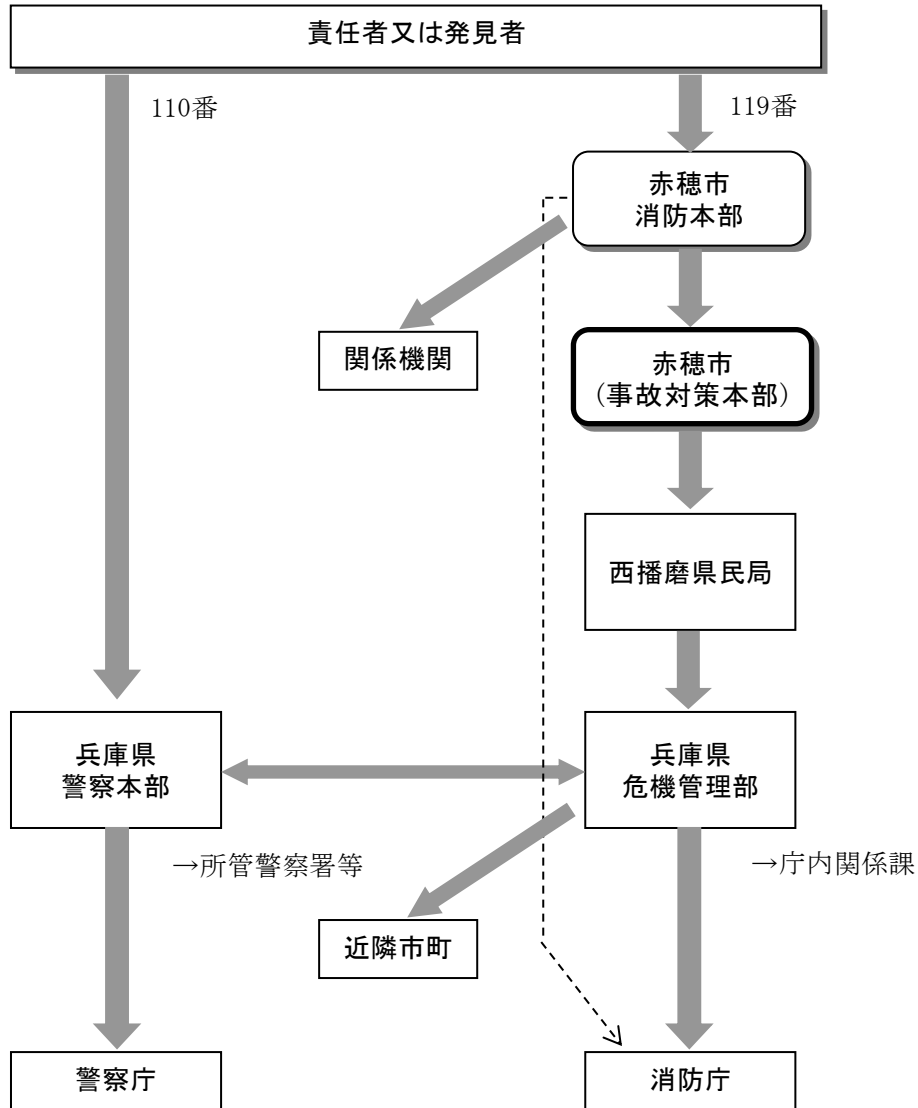 責任者又は発見者
110番
119番
赤穂市
消防本部
関係機関
赤穂市
（事故対策本部）
西播磨県民局
兵庫県
警察本部
兵庫県
危機管理部
→所管警察署等
→庁内関係課
近隣市町
警察庁
消防庁